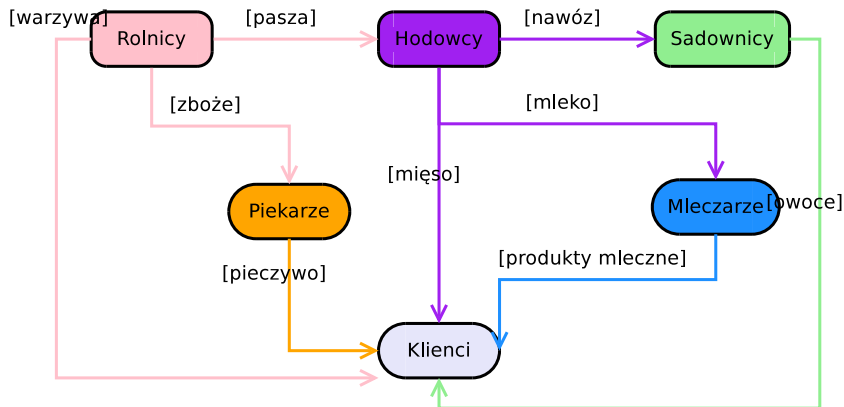 [warzywa]
Rolnicy
[pasza]
Hodowcy
[nawóz]
Sadownicy
[zboże]
[mleko]
[mięso]
Piekarze
Mleczarze
[owoce]
[pieczywo]
[produkty mleczne]
Klienci